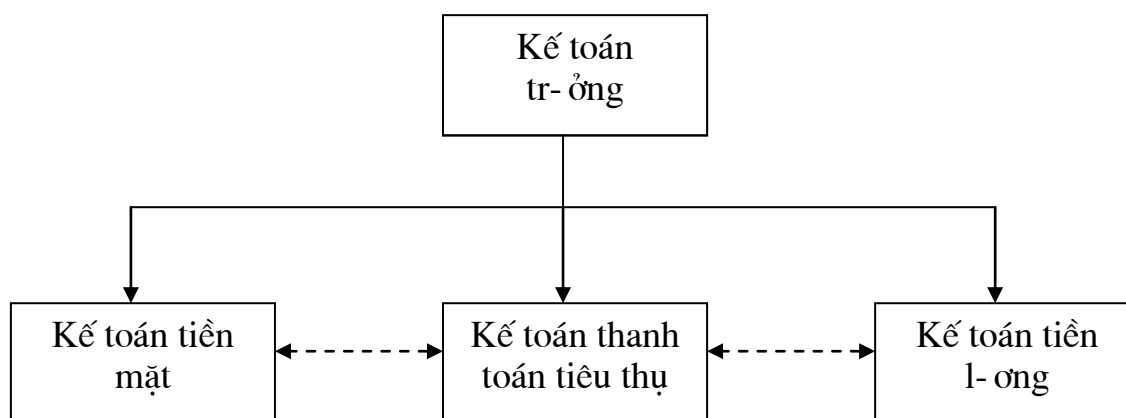 Kế toán
tr- ởng
Kế toán tiền
mặt
Kế toán thanh
toán tiêu thụ
Kế toán tiền
l- ơng